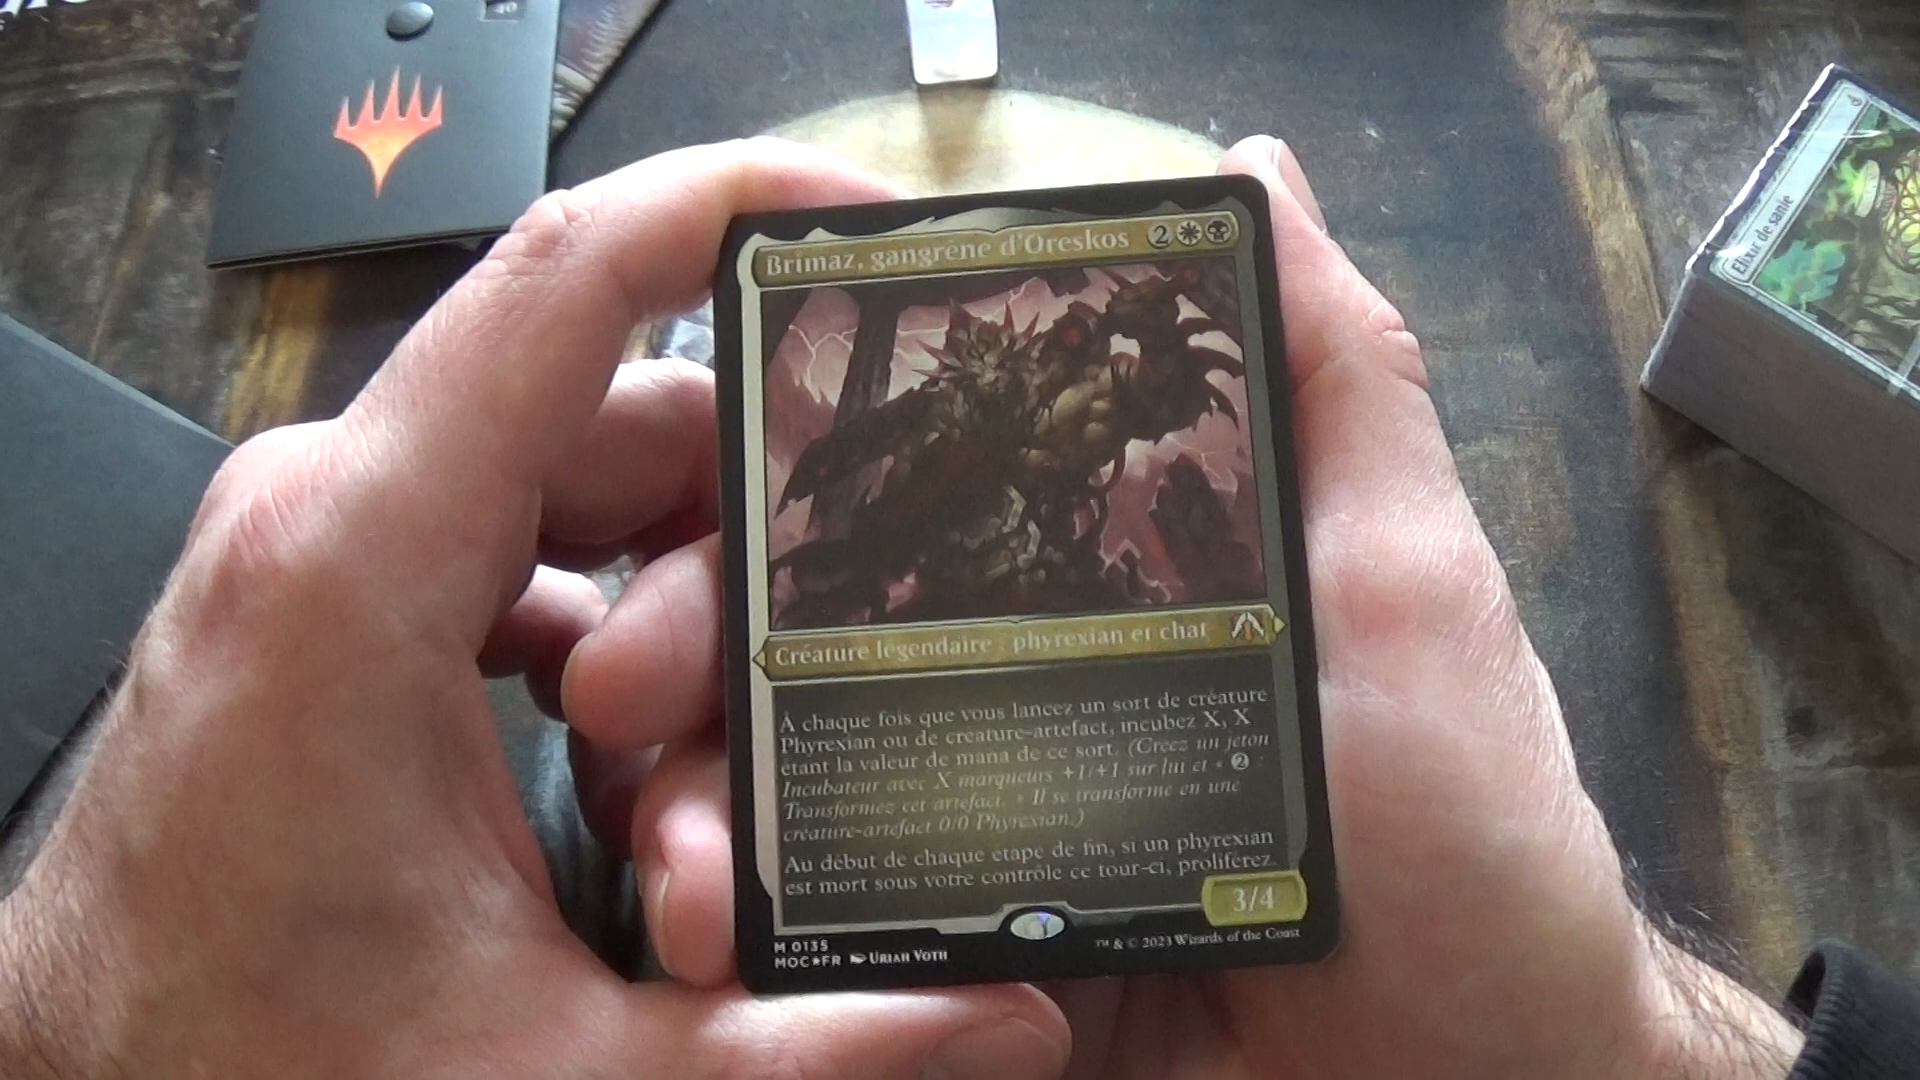 Brimaz, gangrène d'Oreskos 2
Créature légendaire : phyrexian et chat
À chaque fois que vous lancez un sort de créature
Phyrexian ou de créature-artefact, incubez X, X
étant la valeur de mana de ce sort. (Créez un jeton
Incubateur avec X marqueurs +1/+1 sur lui et « 2 :
Transformez cet artefact. » Il se transforme en une
créature-artefact 0/0 Phyrexian.)
Au début de chaque étape de fin, si un phyrexian
est mort sous votre contrôle ce tour-ci, proliférez.
3/4
M 0135
MOC★FR Uriah Voth
™ & © 2023 Wizards of the Coast
Élixir de sanie